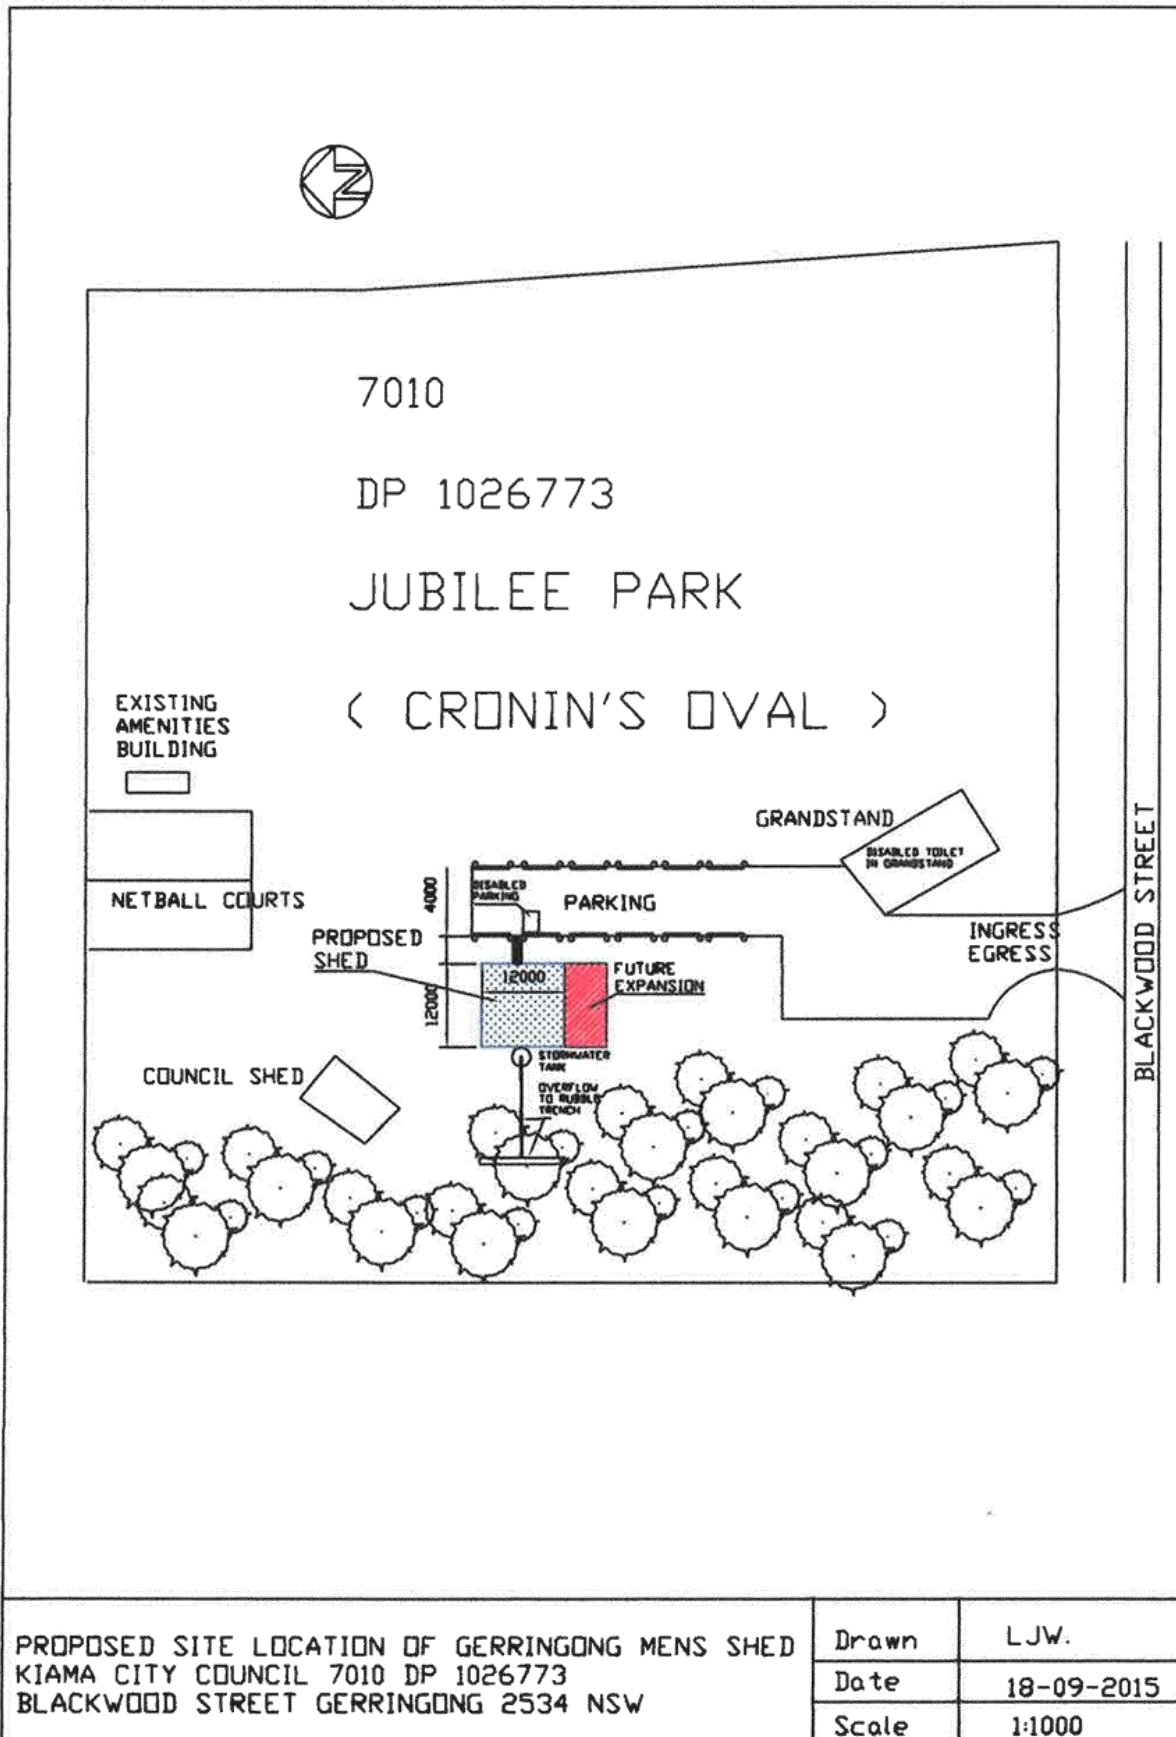 N
7010
DP 1026773
JUBILEE PARK
( CRONIN'S OVAL )
EXISTING
AMENITIES
BUILDING
GRANDSTAND
DISABLED TOILET
IN GRANDSTAND
NETBALL COURTS
4000
DISABLED
PARKING
PARKING
INGRESS
EGRESS
BLACKWOOD STREET
PROPOSED
SHED
12000
12000
FUTURE
EXPANSION
STORMWATER
TANK
OVERFLOW
TO RUBBLE
TRENCH
COUNCIL SHED
PROPOSED SITE LOCATION OF GERRINGONG MENS SHED
KIAMA CITY COUNCIL 7010 DP 1026773
BLACKWOOD STREET GERRINGONG 2534 NSW
Drawn LJW.
Date 18-09-2015
Scale 1:1000